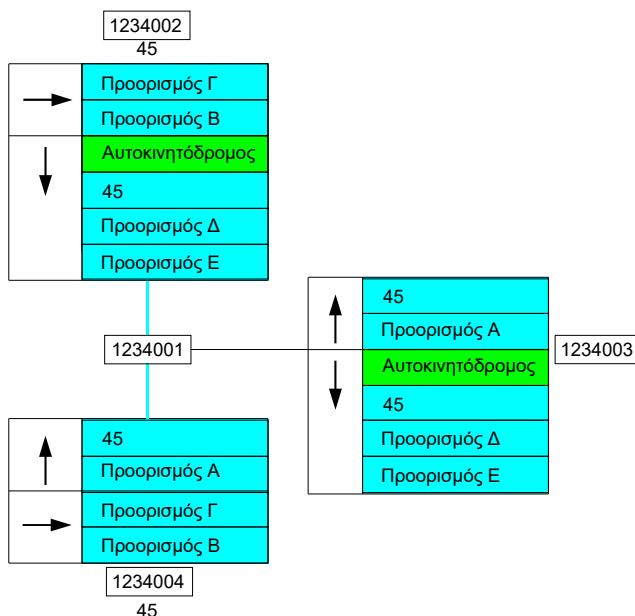 1234002
45
Προορισμός Γ
Προορισμός Β
Αυτοκινητόδρομος
45
Προορισμός Δ
Προορισμός Ε
1234001
45
Προορισμός Α
Αυτοκινητόδρομος
45
Προορισμός Δ
Προορισμός Ε
1234003
45
Προορισμός Α
Προορισμός Γ
Προορισμός Β
1234004
45